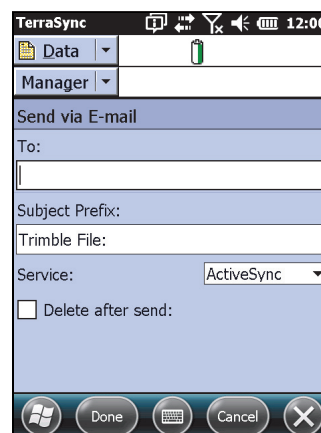 TerraSync 12:00
Data
Manager
Send via E-mail
To:
Subject Prefix:
Trimble File:
Service: ActiveSync
Delete after send:
Done Cancel